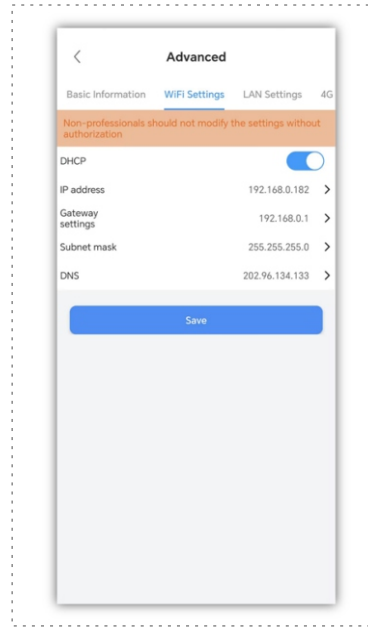 Advanced
Basic Information WiFi Settings LAN Settings 4G
Non-professionals should not modify the settings without
authorization
DHCP
IP address 192.168.0.182
Gateway
settings 192.168.0.1
Subnet mask 255.255.255.0
DNS 202.96.134.133
Save